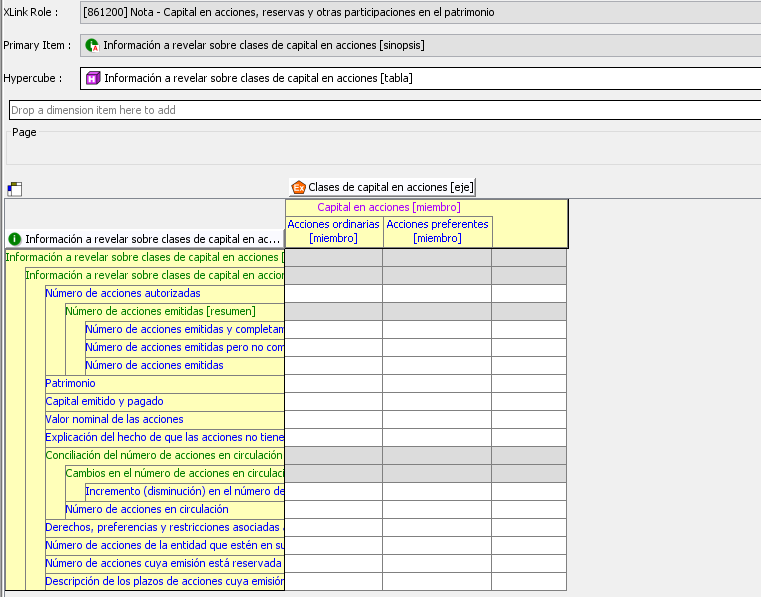 XLink Role : [861200] Nota - Capital en acciones, reservas y otras participaciones en el patrimonio
Primary Item : Información a revelar sobre clases de capital en acciones [sinopsis]
Hypercube : Información a revelar sobre clases de capital en acciones [tabla]
Drop a dimension item here to add
Page
Clases de capital en acciones [eje]
Capital en acciones [miembro]
Acciones ordinarias [miembro]
Acciones preferentes [miembro]
Información a revelar sobre clases de capital en ac...
Información a revelar sobre clases de capital en acciones [
Información a revelar sobre clases de capital en accion
Número de acciones autorizadas
Número de acciones emitidas [resumen]
Número de acciones emitidas y completam
Número de acciones emitidas pero no com
Número de acciones emitidas
Patrimonio
Capital emitido y pagado
Valor nominal de las acciones
Explicación del hecho de que las acciones no tiene
Conciliación del número de acciones en circulación
Cambios en el número de acciones en circulaci
Incremento (disminución) en el número de
Número de acciones en circulación
Derechos, preferencias y restricciones asociadas
Número de acciones de la entidad que estén en su
Número de acciones cuya emisión está reservada
Descripción de los plazos de acciones cuya emisión